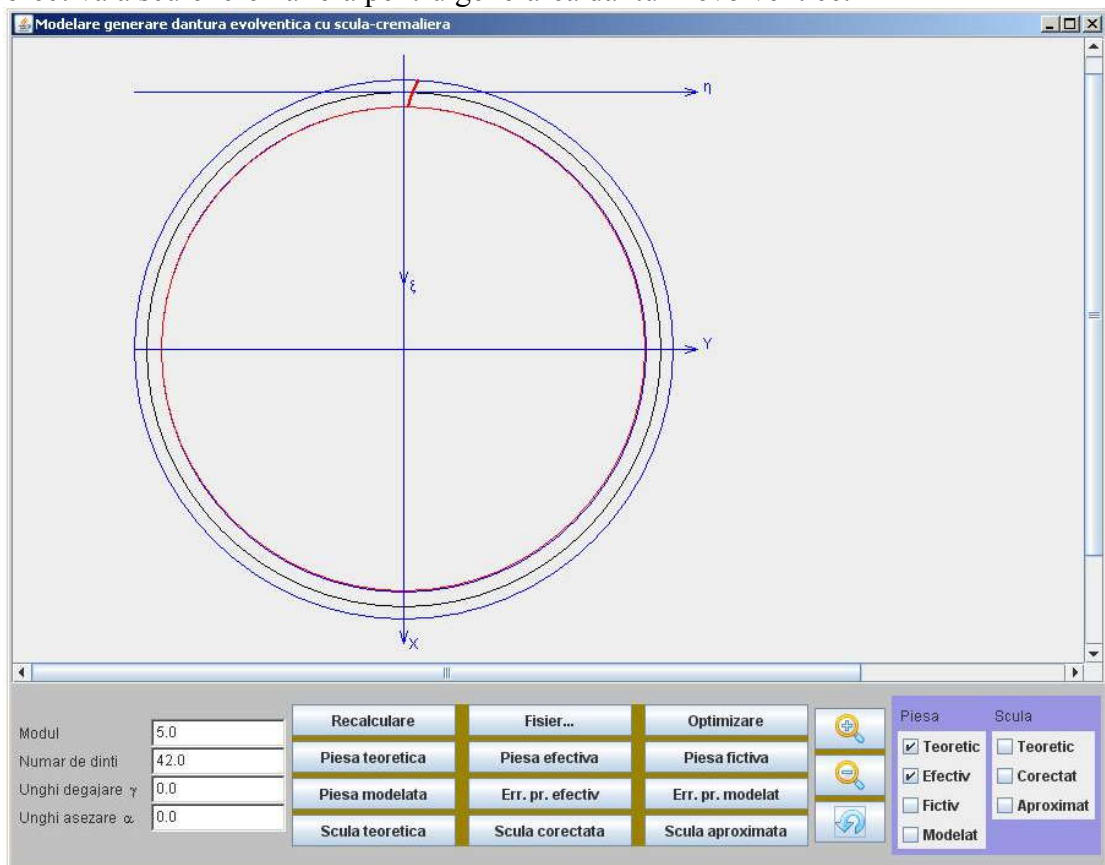 Modelare generare dantura evolventica cu scula-cremaliera
η
ξ
Y
X
Modul 5.0
Numar de dinti 42.0
Unghi degajare γ 0.0
Unghi asezare α 0.0
Recalculare Fisier... Optimizare
Piesa teoretica Piesa efectiva Piesa fictiva
Piesa modelata Err. pr. efectiv Err. pr. modelat
Scula teoretica Scula corectata Scula aproximata
Piesa Scula
Teoretic Teoretic
Efectiv Corectat
Fictiv Aproximat
Modelat